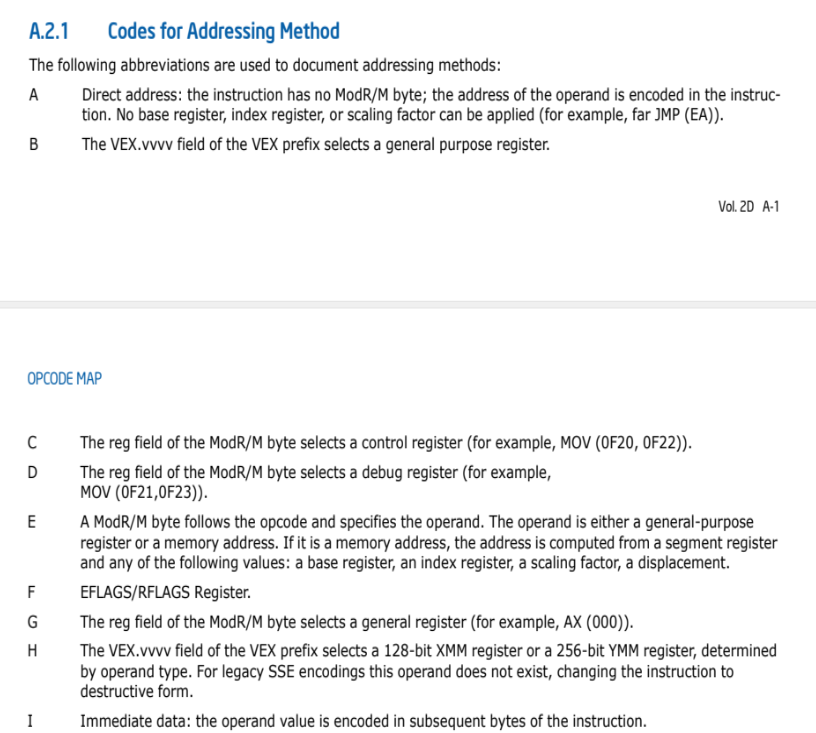 A.2.1 Codes for Addressing Method
The following abbreviations are used to document addressing methods:
A Direct address: the instruction has no ModR/M byte; the address of the operand is encoded in the instruc-
tion. No base register, index register, or scaling factor can be applied (for example, far JMP (EA)).
B The VEX.vvvv field of the VEX prefix selects a general purpose register.
Vol. 2D A-1
OPCODE MAP
C The reg field of the ModR/M byte selects a control register (for example, MOV (0F20, 0F22)).
D The reg field of the ModR/M byte selects a debug register (for example,
MOV (0F21,0F23)).
E A ModR/M byte follows the opcode and specifies the operand. The operand is either a general-purpose
register or a memory address. If it is a memory address, the address is computed from a segment register
and any of the following values: a base register, an index register, a scaling factor, a displacement.
F EFLAGS/RFLAGS Register.
G The reg field of the ModR/M byte selects a general register (for example, AX (000)).
H The VEX.vvvv field of the VEX prefix selects a 128-bit XMM register or a 256-bit YMM register, determined
by operand type. For legacy SSE encodings this operand does not exist, changing the instruction to
destructive form.
I Immediate data: the operand value is encoded in subsequent bytes of the instruction.